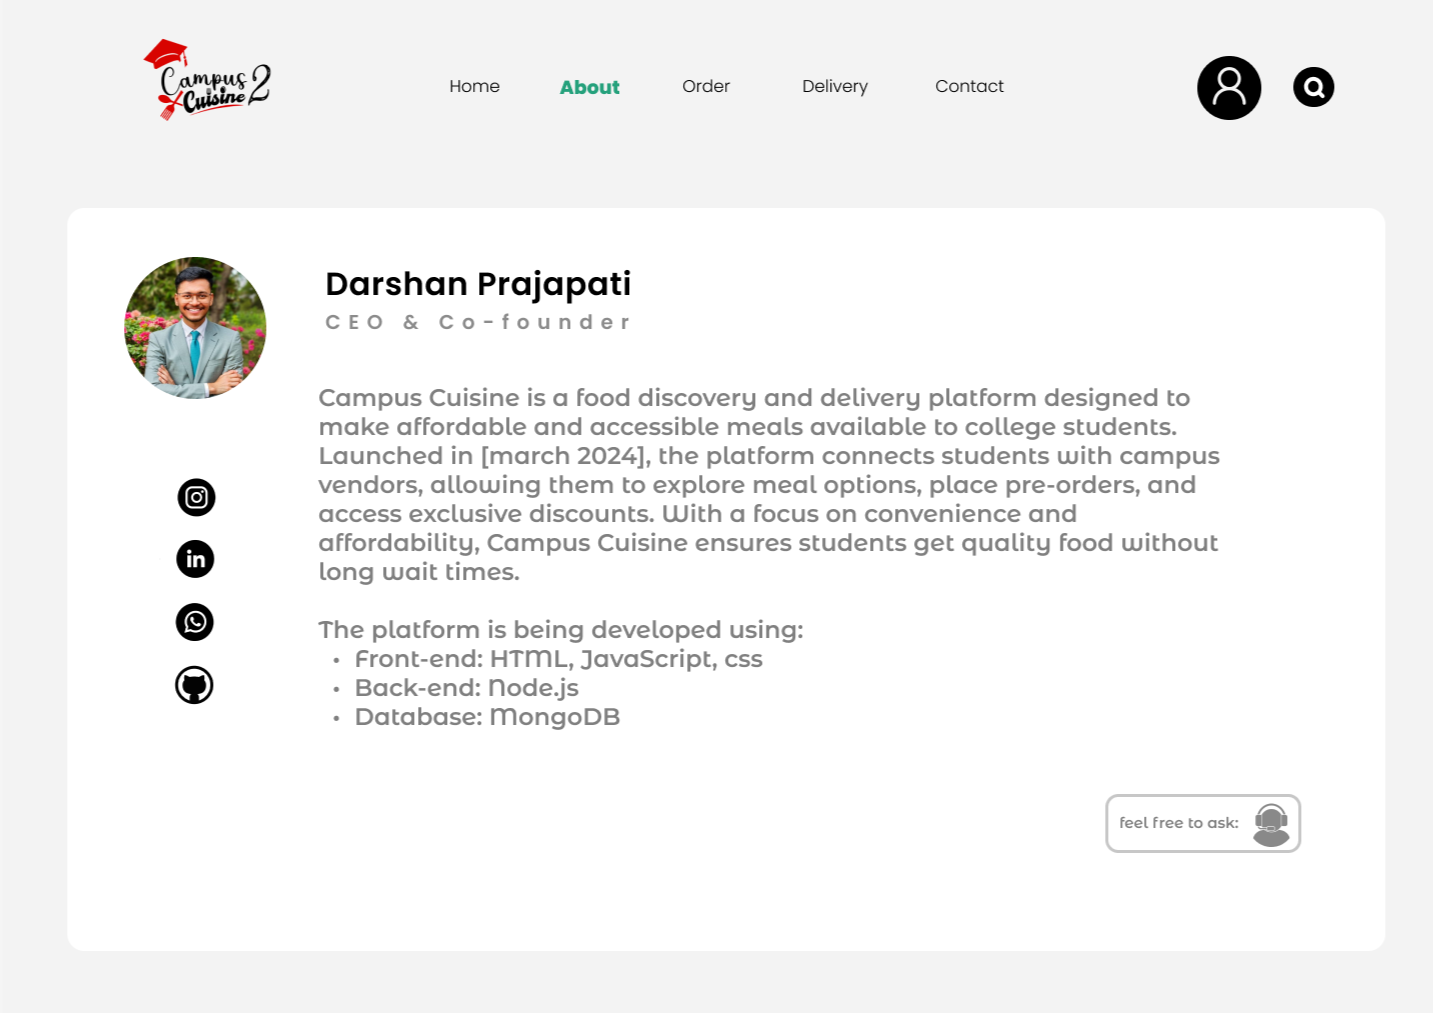 Campus 2
Cuisine
Home About Order Delivery Contact
Darshan Prajapati
CEO & Co-founder
Campus Cuisine is a food discovery and delivery platform designed to
make affordable and accessible meals available to college students.
Launched in [march 2024], the platform connects students with campus
vendors, allowing them to explore meal options, place pre-orders, and
access exclusive discounts. With a focus on convenience and
affordability, Campus Cuisine ensures students get quality food without
long wait times.
The platform is being developed using:
• Front-end: HTML, JavaScript, css
• Back-end: Node.js
• Database: MongoDB
in
feel free to ask: